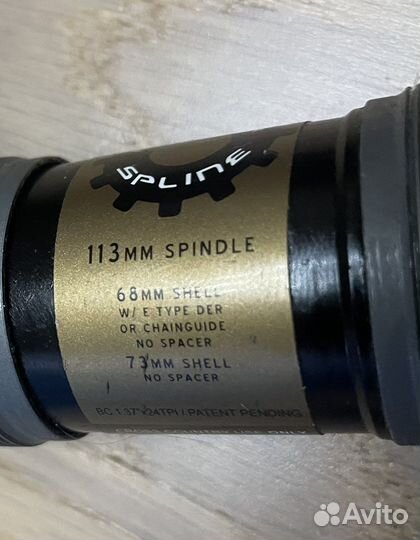 SPLINE
113MM SPINDLE
68MM SHELL
W/ E TYPE DER
OR CHAINGUIDE
NO SPACER
73MM SHELL
NO SPACER
BC 1.37"X24TPI / PATENT PENDING
Avito